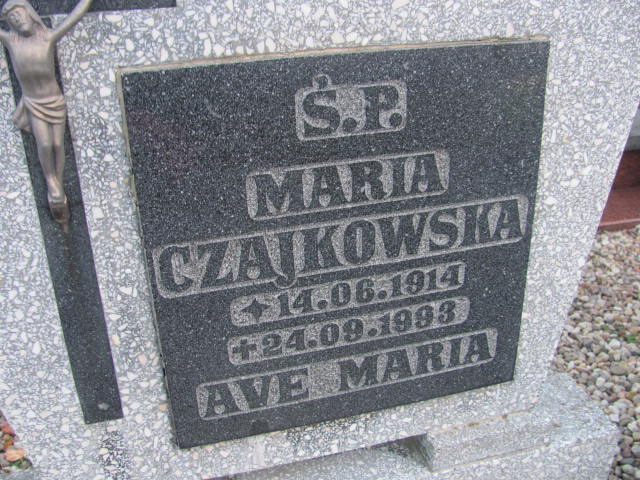 Ś.P.
MARIA
CZAJKOWSKA
✦14.06.1914
+24.09.1993
AVE MARIA